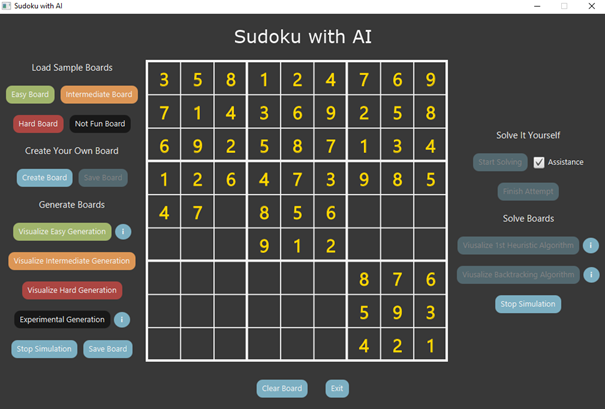 Sudoku with AI
Sudoku with AI
Load Sample Boards
Easy Board Intermediate Board
Hard Board Not Fun Board
Create Your Own Board
Create Board Save Board
Generate Boards
Visualize Easy Generation i
Visualize Intermediate Generation
Visualize Hard Generation
Experimental Generation i
Stop Simulation Save Board
3 5 8 1 2 4 7 6 9
7 1 4 3 6 9 2 5 8
6 9 2 5 8 7 1 3 4
1 2 6 4 7 3 9 8 5
4 7 8 5 6
9 1 2
8 7 6
5 9 3
4 2 1
Clear Board Exit
Solve It Yourself
Start Solving Assistance
Finish Attempt
Solve Boards
Viusalize 1st Heuristic Algorithm i
Viusalize Backtracking Algorithm i
Stop Simulation